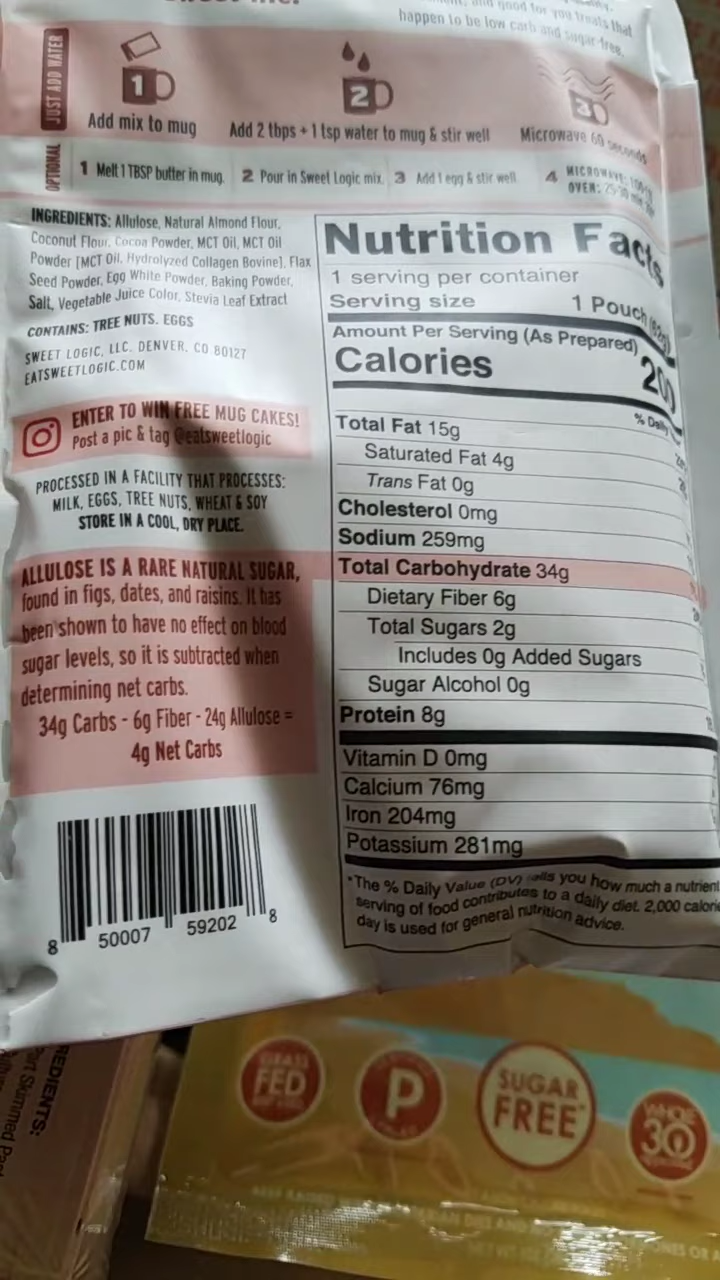 happen to be low carb and sugar-free.
JUST ADD WATER
1
Add mix to mug
2
Add 2 tbps + 1 tsp water to mug & stir well
3
Microwave 60 seconds
OPTIONAL
1 Melt 1 TBSP butter in mug.
2 Pour in Sweet Logic mix.
3 Add 1 egg & stir well
4 MICROWAVE:
OVEN:
INGREDIENTS: Allulose, Natural Almond Flour,
Coconut Flour, Cocoa Powder, MCT Oil, MCT Oil
Powder [MCT Oil, Hydrolyzed Collagen Bovine], Flax
Seed Powder, Egg White Powder, Baking Powder,
Salt, Vegetable Juice Color, Stevia Leaf Extract
CONTAINS: TREE NUTS. EGGS
SWEET LOGIC, LLC. DENVER, CO 80127
EATSWEETLOGIC.COM
ENTER TO WIN FREE MUG CAKES!
Post a pic & tag @eatsweetlogic
PROCESSED IN A FACILITY THAT PROCESSES:
MILK, EGGS, TREE NUTS, WHEAT & SOY
STORE IN A COOL, DRY PLACE.
ALLULOSE IS A RARE NATURAL SUGAR,
found in figs, dates, and raisins. It has
been shown to have no effect on blood
sugar levels, so it is subtracted when
determining net carbs.
34g Carbs - 6g Fiber - 24g Allulose =
4g Net Carbs
8 50007 59202 8
Nutrition Facts
1 serving per container
Serving size 1 Pouch
Amount Per Serving (As Prepared)
Calories 200
% Daily
Total Fat 15g
Saturated Fat 4g
Trans Fat 0g
Cholesterol 0mg
Sodium 259mg
Total Carbohydrate 34g
Dietary Fiber 6g
Total Sugars 2g
Includes 0g Added Sugars
Sugar Alcohol 0g
Protein 8g
Vitamin D 0mg
Calcium 76mg
Iron 204mg
Potassium 281mg
*The % Daily Value (DV) tells you how much a nutrient
serving of food contributes to a daily diet. 2,000 calorie
day is used for general nutrition advice.
GRASS
FED
P
SUGAR
FREE
WHOLE
30
REDIENTS:
Skimmed